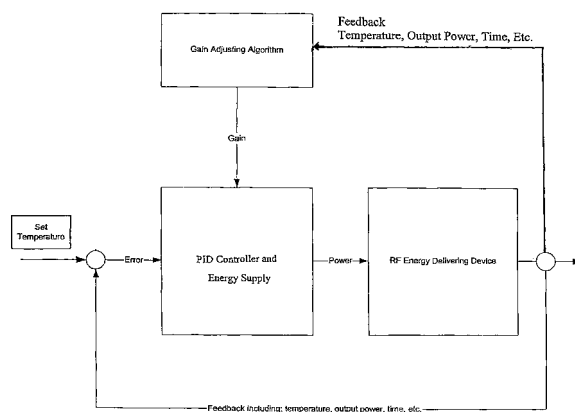 Feedback
Temperature, Output Power, Time, Etc.
Gain Adjusting Algorithm
Gain
Set
Temperature
Error
PID Controller and
Energy Supply
Power
RF Energy Delivering Device
Feedback including: temperature, output power, time, etc.